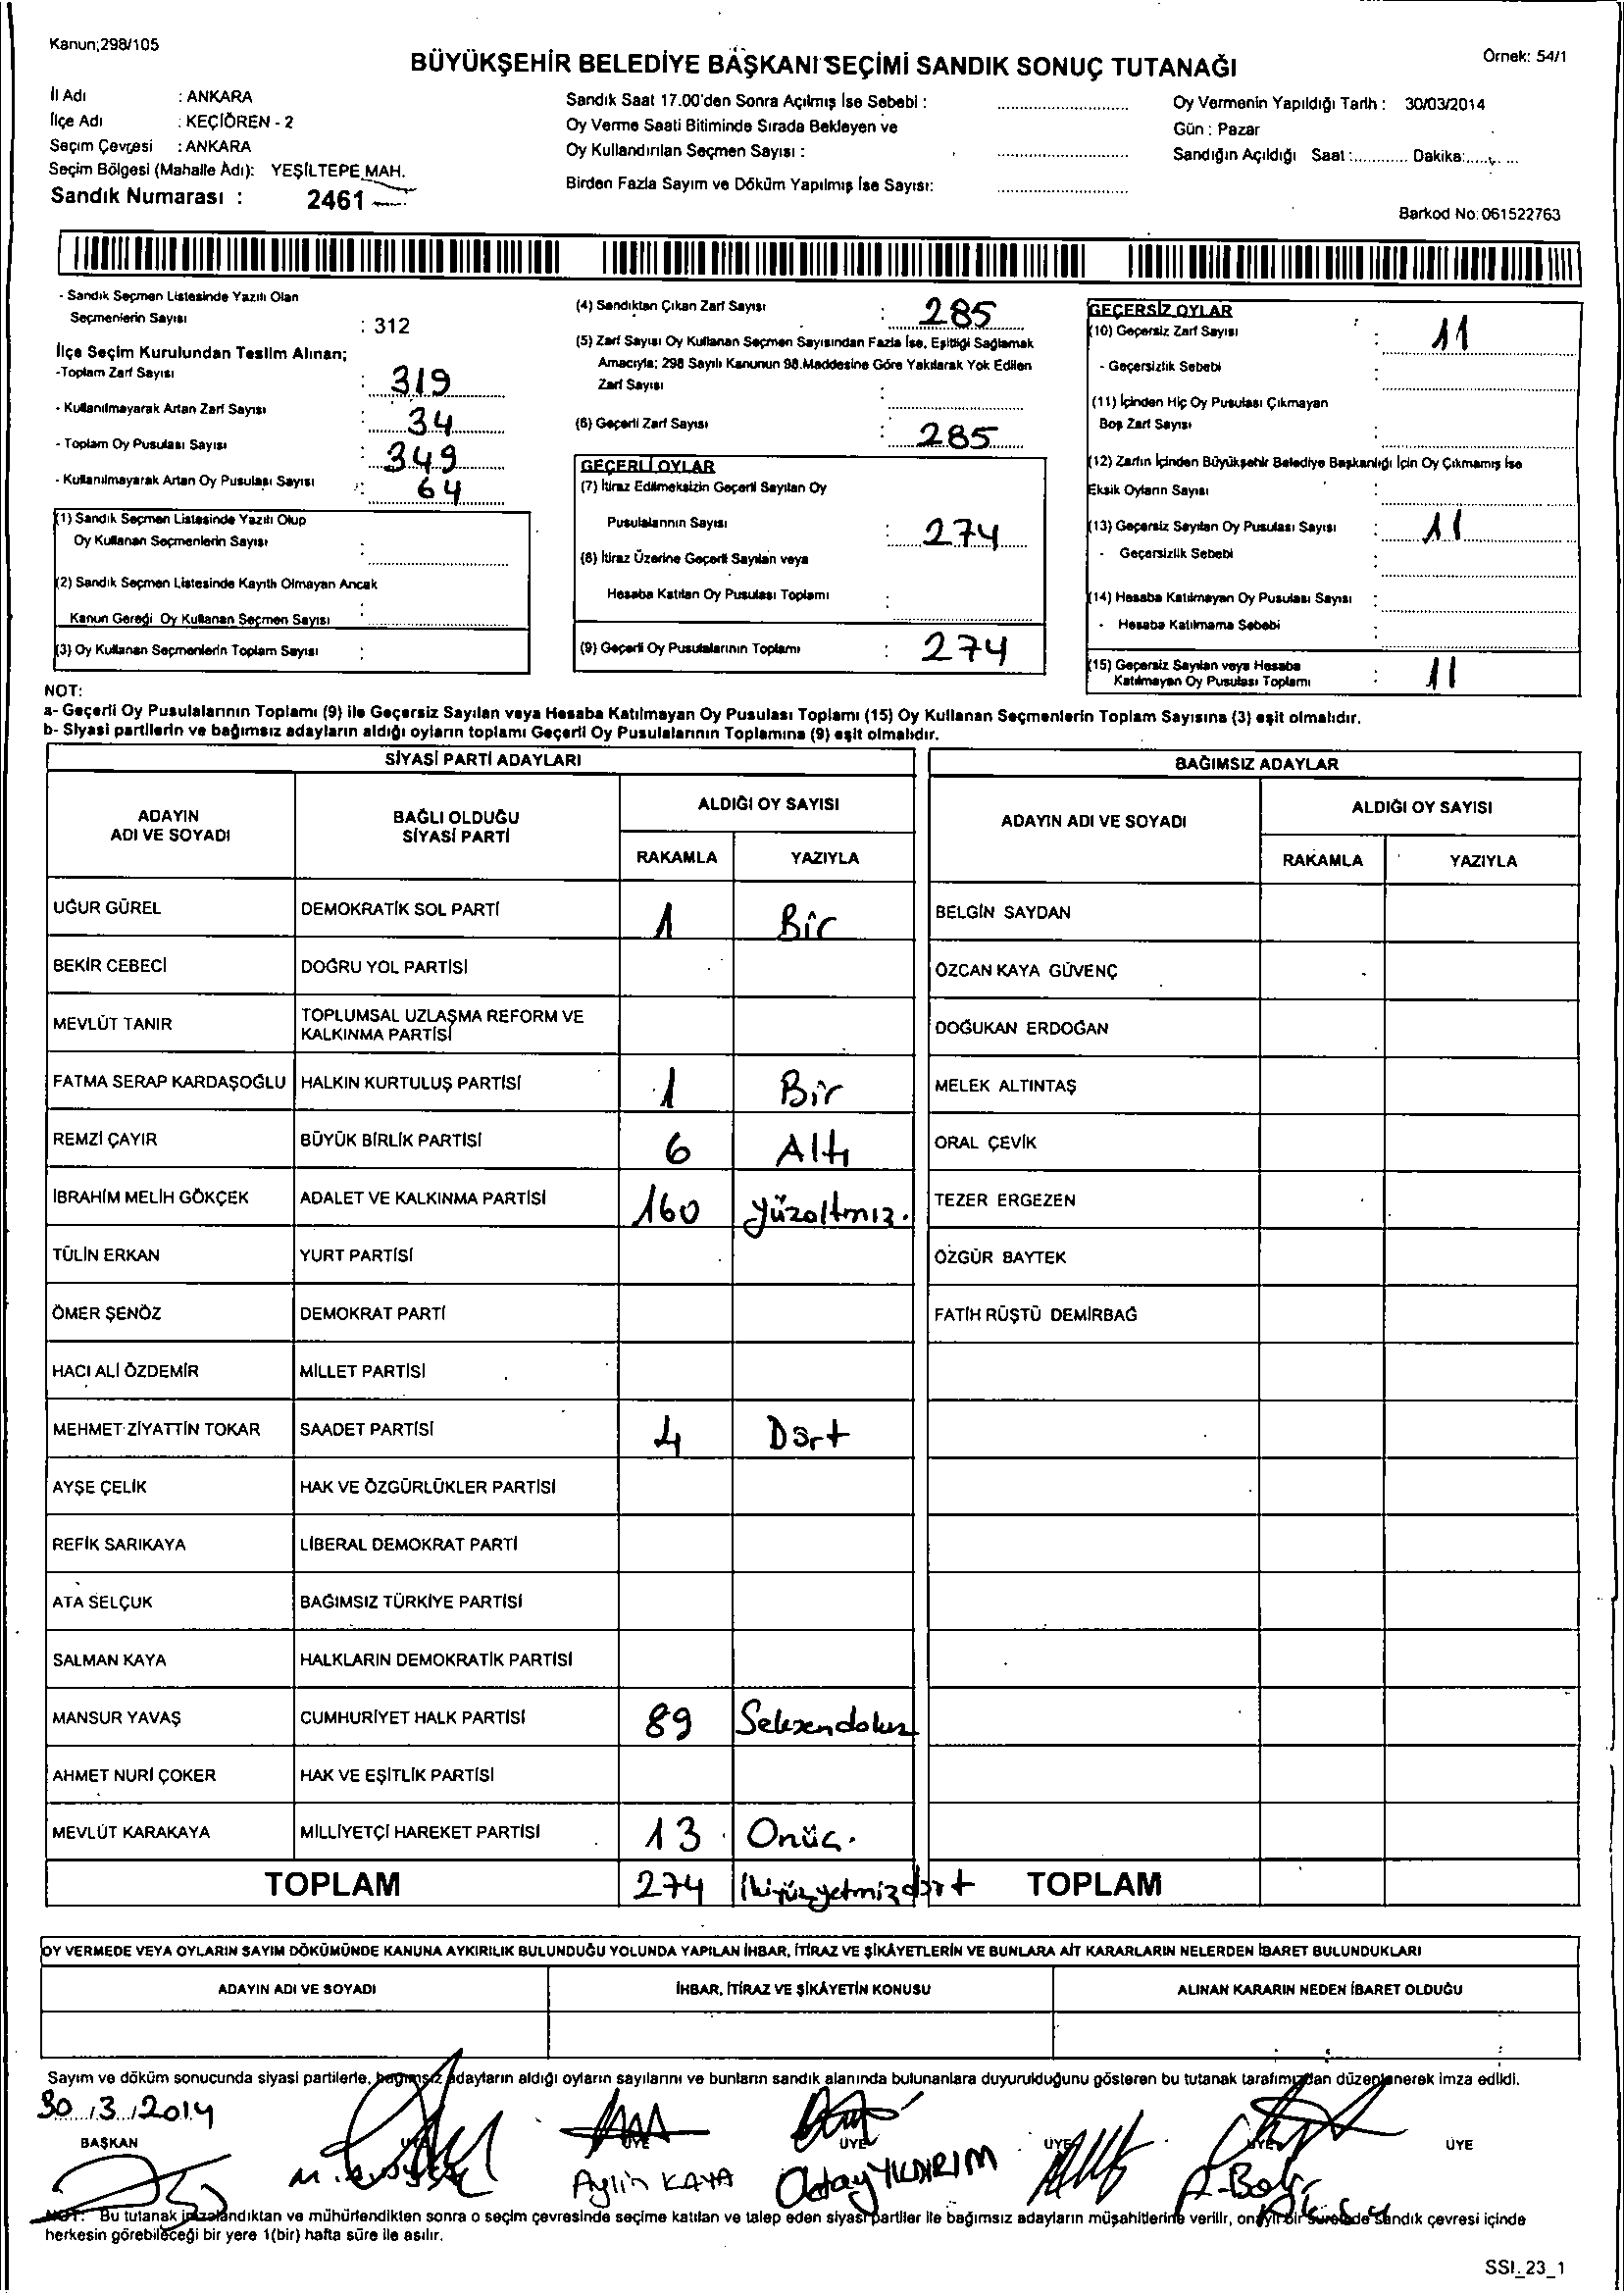 Kanun;298/105
Örnek: 54/1
BÜYÜKŞEHİR BELEDİYE BAŞKANI SEÇİMİ SANDIK SONUÇ TUTANAĞI
İl Adı : ANKARA
İlçe Adı : KEÇİÖREN - 2
Seçim Çevresi : ANKARA
Seçim Bölgesi (Mahalle Adı): YEŞİLTEPE MAH.
Sandık Numarası : 2461
Sandık Saat 17.00'den Sonra Açılmış İse Sebebi :
Oy Verme Saati Bitiminde Sırada Bekleyen ve
Oy Kullandırılan Seçmen Sayısı :
Birden Fazla Sayım ve Döküm Yapılmış İse Sayısı:
Oy Vermenin Yapıldığı Tarih : 30/03/2014
Gün : Pazar
Sandığın Açıldığı Saat :........... Dakika:...........
Barkod No: 061522763
- Sandık Seçmen Listesinde Yazılı Olan
Seçmenlerin Sayısı : 312
İlçe Seçim Kurulundan Teslim Alınan;
-Toplam Zarf Sayısı : 319
- Kullanılmayarak Artan Zarf Sayısı : 34
- Toplam Oy Pusulası Sayısı : 349
- Kullanılmayarak Artan Oy Pusulası Sayısı : 64
(1) Sandık Seçmen Listesinde Yazılı Olup
Oy Kullanan Seçmenlerin Sayısı :
(2) Sandık Seçmen Listesinde Kayıtlı Olmayan Ancak
Kanun Gereği Oy Kullanan Seçmen Sayısı :
(3) Oy Kullanan Seçmenlerin Toplam Sayısı :
(4) Sandıktan Çıkan Zarf Sayısı : 285
(5) Zarf Sayısı Oy Kullanan Seçmen Sayısından Fazla İse, Eşitliği Sağlamak
Amacıyla; 298 Sayılı Kanunun 98.Maddesine Göre Yakılarak Yok Edilen
Zarf Sayısı :
(6) Geçerli Zarf Sayısı : 285
GEÇERLİ OYLAR
(7) İtiraz Edilmeksizin Geçerli Sayılan Oy
Pusulalarının Sayısı : 274
(8) İtiraz Üzerine Geçerli Sayılan veya
Hesaba Katılan Oy Pusulası Toplamı :
(9) Geçerli Oy Pusulalarının Toplamı : 274
GEÇERSİZ OYLAR
(10) Geçersiz Zarf Sayısı : 11
- Geçersizlik Sebebi :
(11) İçinden Hiç Oy Pusulası Çıkmayan
Boş Zarf Sayısı :
(12) Zarfın İçinden Büyükşehir Belediye Başkanlığı İçin Oy Çıkmamış İse
Eksik Oyların Sayısı :
(13) Geçersiz Sayılan Oy Pusulası Sayısı : 11
- Geçersizlik Sebebi :
(14) Hesaba Katılmayan Oy Pusulası Sayısı :
- Hesaba Katılmama Sebebi :
(15) Geçersiz Sayılan veya Hesaba
Katılmayan Oy Pusulası Toplamı : 11
NOT:
a- Geçerli Oy Pusulalarının Toplamı (9) ile Geçersiz Sayılan veya Hesaba Katılmayan Oy Pusulası Toplamı (15) Oy Kullanan Seçmenlerin Toplam Sayısına (3) eşit olmalıdır.
b- Siyasi partilerin ve bağımsız adayların aldığı oyların toplamı Geçerli Oy Pusulalarının Toplamına (9) eşit olmalıdır.
SİYASİ PARTİ ADAYLARI
ADAYIN ADI VE SOYADI BAĞLI OLDUĞU SİYASİ PARTİ ALDIĞI OY SAYISI
RAKAMLA YAZIYLA
UĞUR GÜREL DEMOKRATİK SOL PARTİ 1 Bir
BEKİR CEBECİ DOĞRU YOL PARTİSİ
MEVLÜT TANIR TOPLUMSAL UZLAŞMA REFORM VE KALKINMA PARTİSİ
FATMA SERAP KARDAŞOĞLU HALKIN KURTULUŞ PARTİSİ 1 Bir
REMZİ ÇAYIR BÜYÜK BİRLİK PARTİSİ 6 Altı
İBRAHİM MELİH GÖKÇEK ADALET VE KALKINMA PARTİSİ 160 Yüzaltmız.
TÜLİN ERKAN YURT PARTİSİ
ÖMER ŞENÖZ DEMOKRAT PARTİ
HACI ALİ ÖZDEMİR MİLLET PARTİSİ
MEHMET ZİYATTİN TOKAR SAADET PARTİSİ 4 Dört
AYŞE ÇELİK HAK VE ÖZGÜRLÜKLER PARTİSİ
REFİK SARIKAYA LİBERAL DEMOKRAT PARTİ
ATA SELÇUK BAĞIMSIZ TÜRKİYE PARTİSİ
SALMAN KAYA HALKLARIN DEMOKRATİK PARTİSİ
MANSUR YAVAŞ CUMHURİYET HALK PARTİSİ 89 Seksendokuz
AHMET NURİ ÇOKER HAK VE EŞİTLİK PARTİSİ
MEVLÜT KARAKAYA MİLLİYETÇİ HAREKET PARTİSİ 13 Onüç.
TOPLAM 274 İkiyüzyetmizdört
BAĞIMSIZ ADAYLAR
ADAYIN ADI VE SOYADI ALDIĞI OY SAYISI
RAKAMLA YAZIYLA
BELGİN SAYDAN
ÖZCAN KAYA GÜVENÇ
DOĞUKAN ERDOĞAN
MELEK ALTINTAŞ
ORAL ÇEVİK
TEZER ERGEZEN
ÖZGÜR BAYTEK
FATİH RÜŞTÜ DEMİRBAĞ
TOPLAM
OY VERMEDE VEYA OYLARIN SAYIM DÖKÜMÜNDE KANUNA AYKIRILIK BULUNDUĞU YOLUNDA YAPILAN İHBAR, İTİRAZ VE ŞİKÂYETLERİN VE BUNLARA AİT KARARLARIN NELERDEN İBARET BULUNDUKLARI
ADAYIN ADI VE SOYADI İHBAR, İTİRAZ VE ŞİKÂYETİN KONUSU ALINAN KARARIN NEDEN İBARET OLDUĞU
Sayım ve döküm sonucunda siyasi partilerle, bağımsız adayların aldığı oyların sayılarını ve bunların sandık alanında bulunanlara duyurulduğunu gösteren bu tutanak tarafımızdan düzenlenerek imza edildi.
30.3.2014
BAŞKAN ÜYE ÜYE ÜYE ÜYE ÜYE ÜYE
Aylin KAYA Oday YILDIRIM
NOT: Bu tutanak imzalandıktan ve mühürlendikten sonra o seçim çevresinde seçime katılan ve talep eden siyasi partiler ile bağımsız adayların müşahitlerine verilir, onaylı bir sureti de sandık çevresi içinde
herkesin görebileceği bir yere 1(bir) hafta süre ile asılır.
SSI_23_1